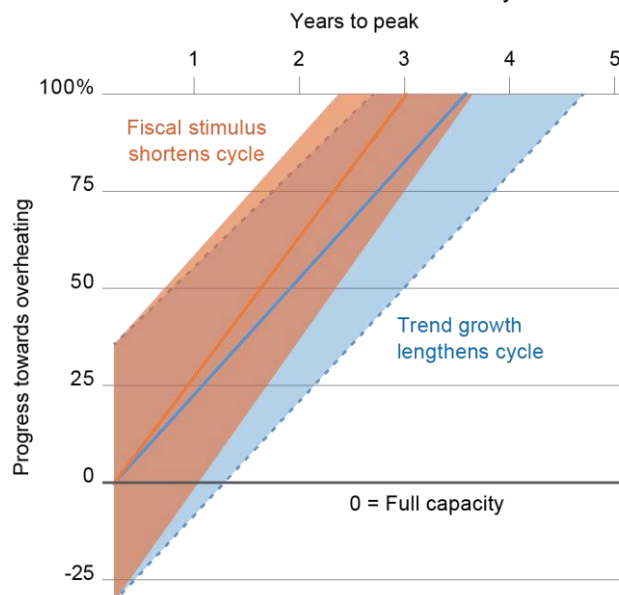 Years to peak
1 2 3 4 5
100%
Fiscal stimulus
shortens cycle
75
50
Trend growth
lengthens cycle
25
0
0 = Full capacity
-25
Progress towards overheating